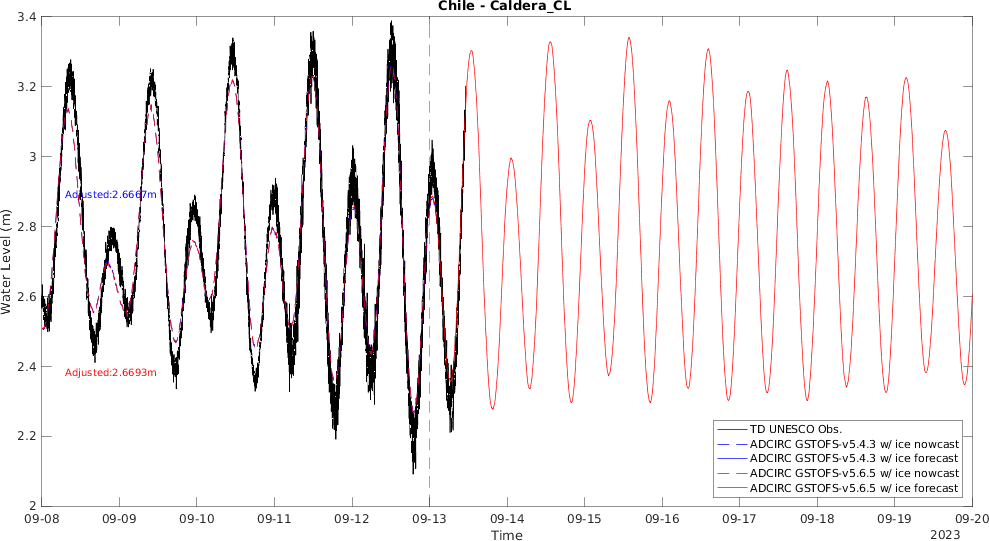 Chile - Caldera_CL
3.4
3.2
3
2.8
2.6
2.4
2.2
2
Water Level (m)
Adjusted:2.6667m
Adjusted:2.6693m
TD UNESCO Obs.
ADCIRC GSTOFS-v5.4.3 w/ ice nowcast
ADCIRC GSTOFS-v5.4.3 w/ ice forecast
ADCIRC GSTOFS-v5.6.5 w/ ice nowcast
ADCIRC GSTOFS-v5.6.5 w/ ice forecast
09-08 09-09 09-10 09-11 09-12 09-13 09-14 09-15 09-16 09-17 09-18 09-19 09-20
Time
2023